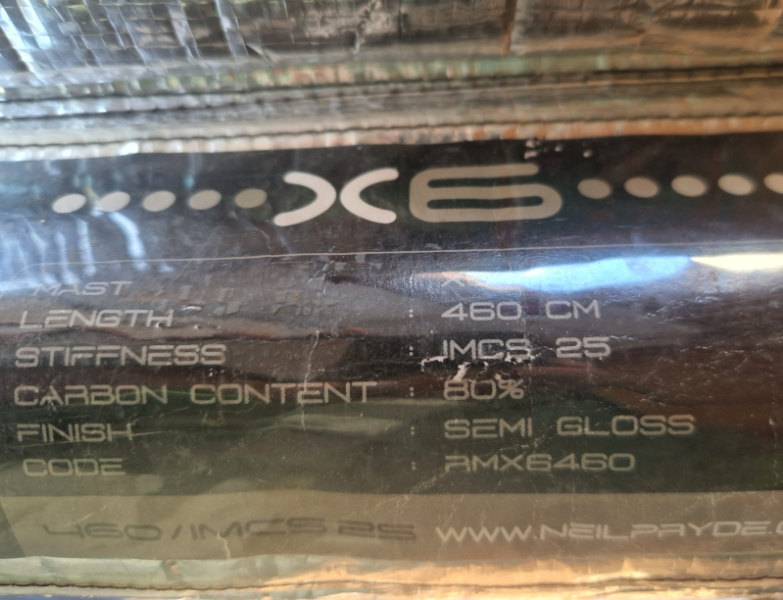 X6
MAST
LENGTH : 460 CM
STIFFNESS : IMCS 25
CARBON CONTENT : 60%
FINISH : SEMI GLOSS
CODE : RMX6460
460/IMCS 25 WWW.NEILPRYDE.